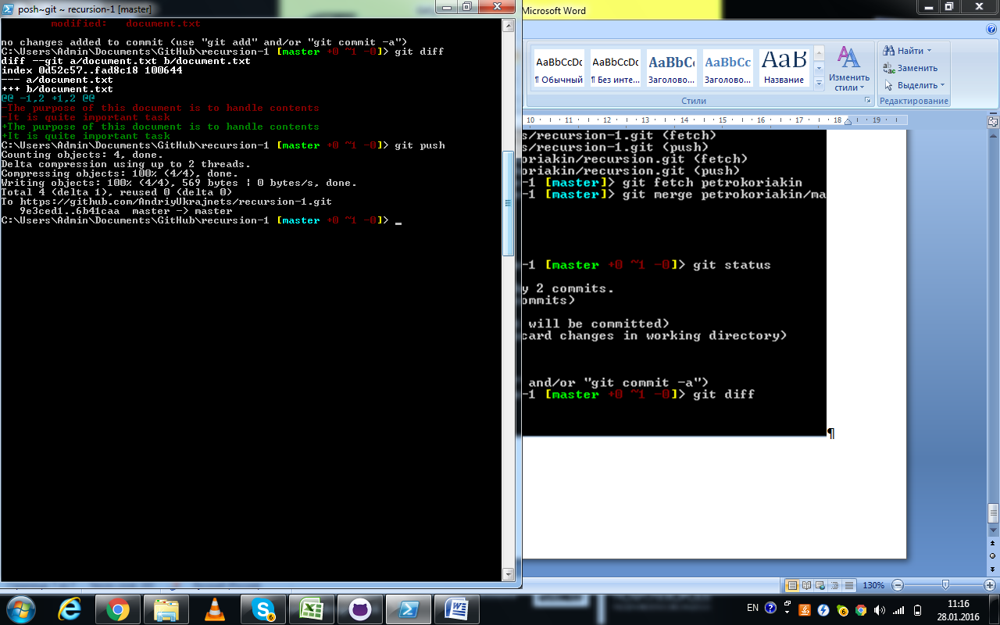 posh~git ~ recursion-1 [master]
modified:   document.txt
no changes added to commit (use "git add" and/or "git commit -a")
C:\Users\Admin\Documents\GitHub\recursion-1 [master +0 ~1 -0]> git diff
diff --git a/document.txt b/document.txt
index 0d52c57..fad8c18 100644
--- a/document.txt
+++ b/document.txt
@@ -1,2 +1,2 @@
-The purpose of this document is to handle contents
-It is quite important task
+The purpose of this document is to handle contents
+It is quite important task
C:\Users\Admin\Documents\GitHub\recursion-1 [master +0 ~1 -0]> git push
Counting objects: 4, done.
Delta compression using up to 2 threads.
Compressing objects: 100% (4/4), done.
Writing objects: 100% (4/4), 569 bytes | 0 bytes/s, done.
Total 4 (delta 1), reused 0 (delta 0)
To https://github.com/AndriyUkrajnets/recursion-1.git
   9e3ced1..6b41caa  master -> master
C:\Users\Admin\Documents\GitHub\recursion-1 [master +0 ~1 -0]> _
Microsoft Word
AaBbCcDc AaBbCcDc AaBbCc AaBbCc AaB
¶ Обычный ¶ Без инте... Заголово... Заголово... Название
Изменить стили
Стили
Найти
Заменить
Выделить
Редактирование
10 11 12 13 14 15 16 17 18 19
s/recursion-1.git (fetch)
s/recursion-1.git (push)
oriakin/recursion.git (fetch)
oriakin/recursion.git (push)
-1 [master]> git fetch petrokoriakin
-1 [master]> git merge petrokoriakin/ma
-1 [master +0 ~1 -0]> git status
y 2 commits.
ommits)
will be committed)
card changes in working directory)
and/or "git commit -a")
-1 [master +0 ~1 -0]> git diff
¶
130%
EN
11:16
28.01.2016